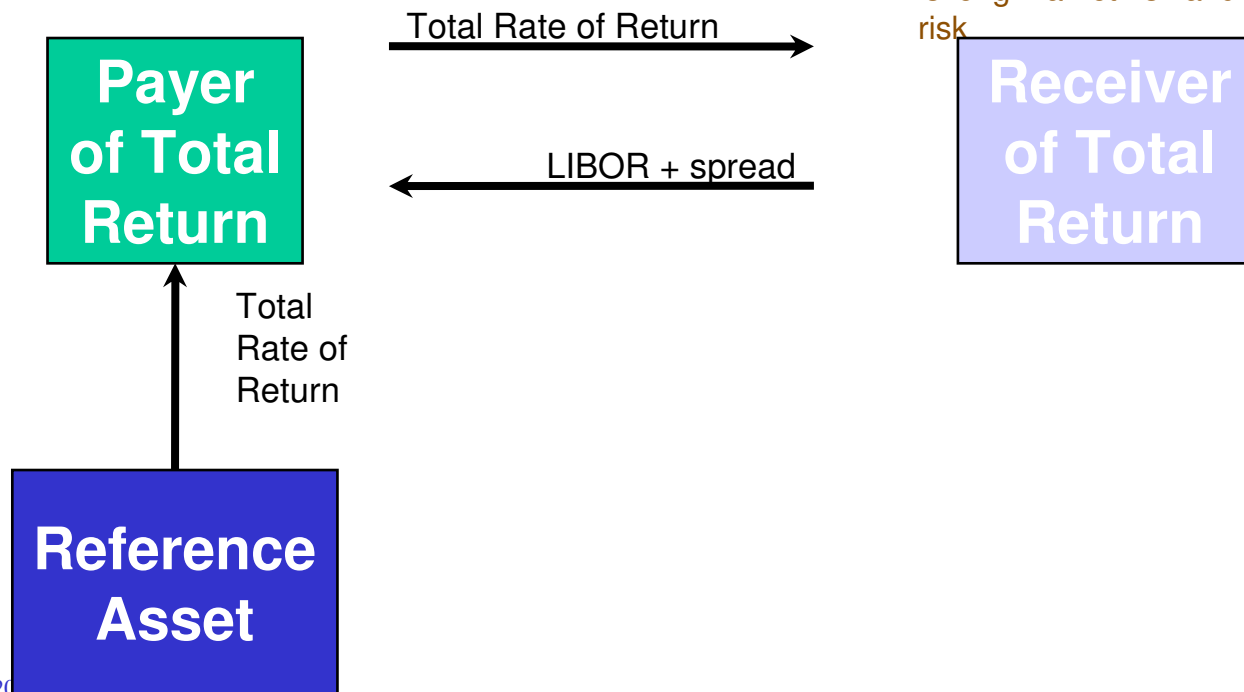 risk
Total Rate of Return
Payer
of Total
Return
LIBOR + spread
Receiver
of Total
Return
Total
Rate of
Return
Reference
Asset